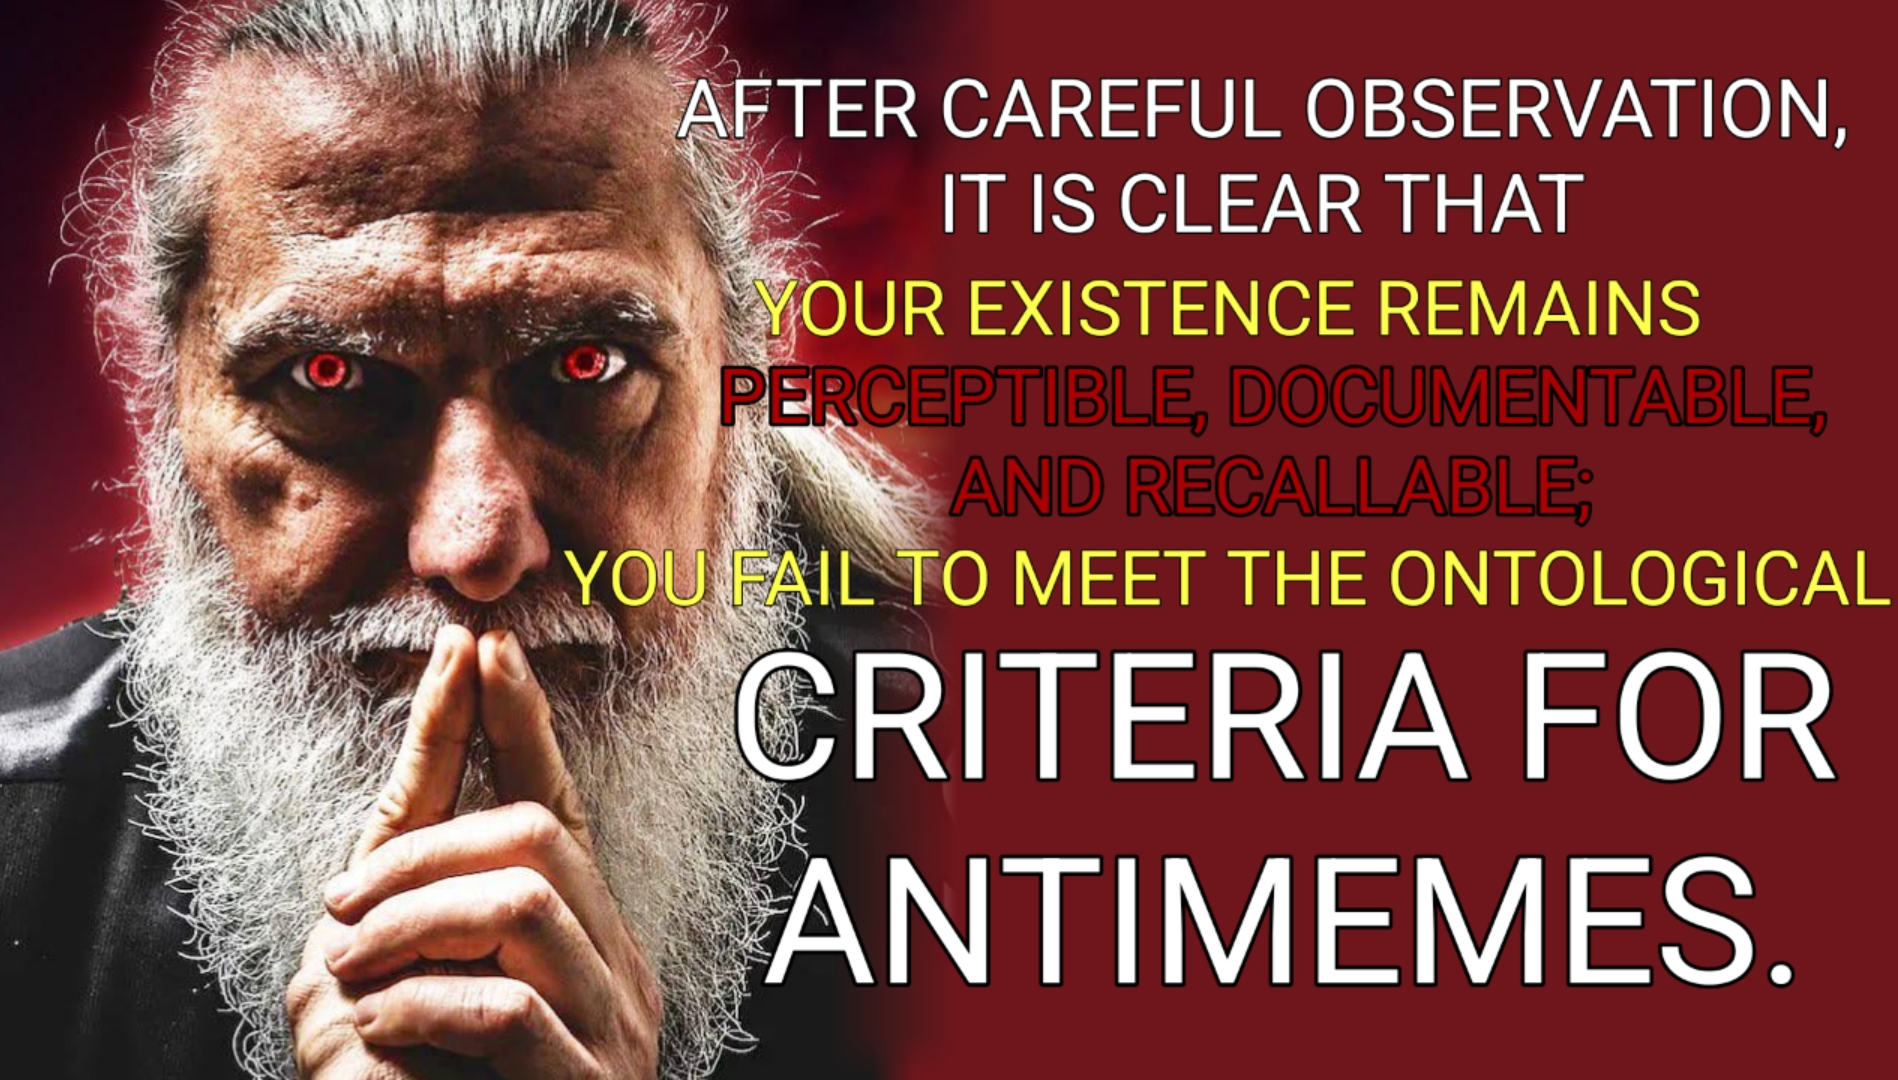 AFTER CAREFUL OBSERVATION,
IT IS CLEAR THAT
YOUR EXISTENCE REMAINS
PERCEPTIBLE, DOCUMENTABLE,
AND RECALLABLE;
YOU FAIL TO MEET THE ONTOLOGICAL
CRITERIA FOR
ANTIMEMES.